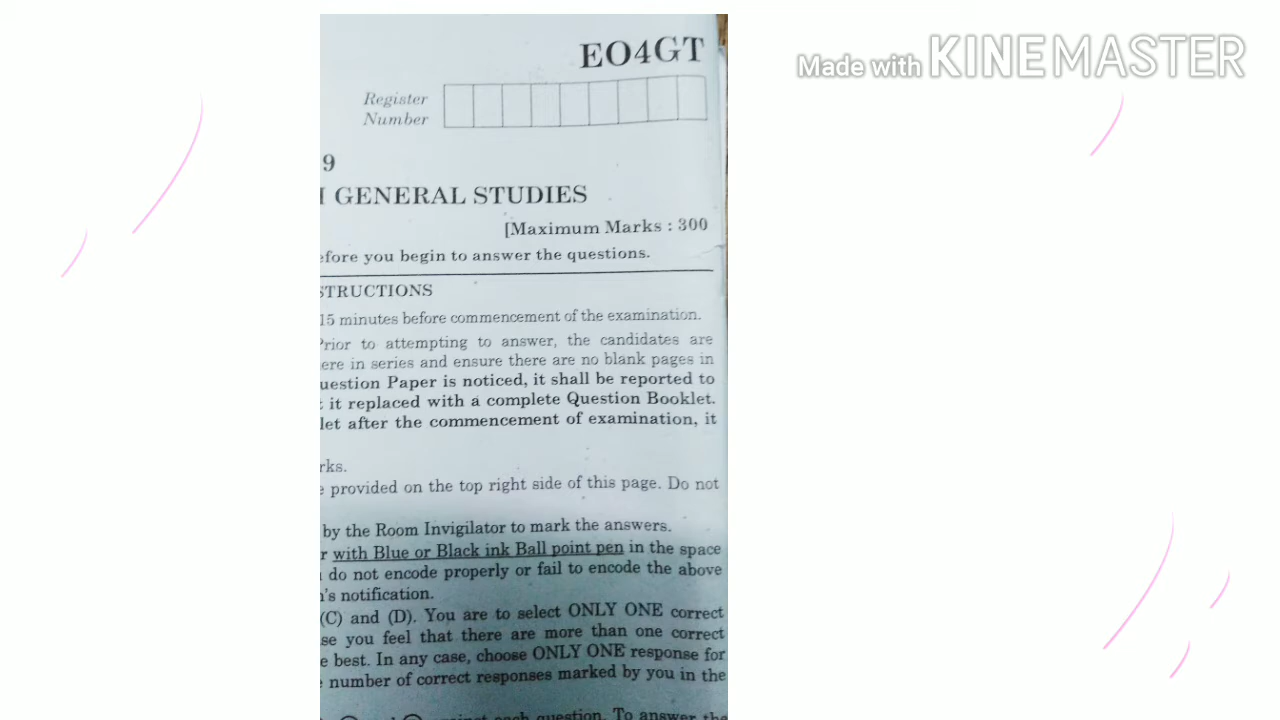 Made with KINEMASTER
EO4GT
Register
Number
9
GENERAL STUDIES
[Maximum Marks : 300
efore you begin to answer the questions.
STRUCTIONS
15 minutes before commencement of the examination.
Prior to attempting to answer, the candidates are
ere in series and ensure there are no blank pages in
uestion Paper is noticed, it shall be reported to
it replaced with a complete Question Booklet.
let after the commencement of examination, it
rks.
e provided on the top right side of this page. Do not
by the Room Invigilator to mark the answers.
r with Blue or Black ink Ball point pen in the space
do not encode properly or fail to encode the above
's notification.
(C) and (D). You are to select ONLY ONE correct
se you feel that there are more than one correct
e best. In any case, choose ONLY ONE response for
number of correct responses marked by you in the
and against each question. To answer the